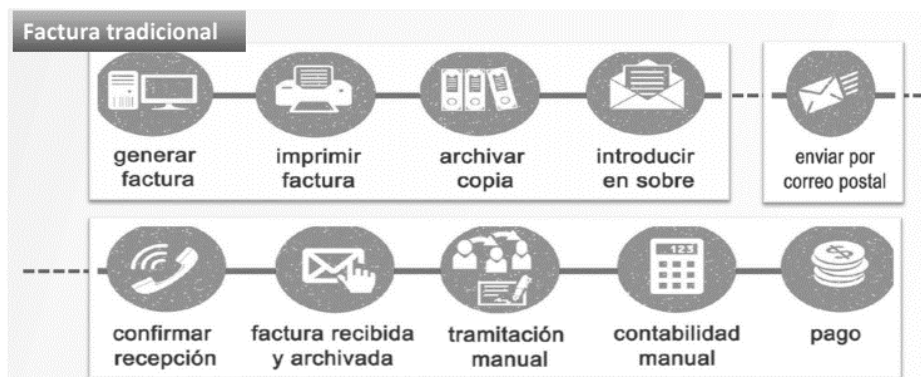 Factura tradicional
generar
factura
imprimir
factura
archivar
copia
introducir
en sobre
enviar por
correo postal
123
confirmar
recepción
factura recibida
y archivada
tramitación
manual
contabilidad
manual
$
pago